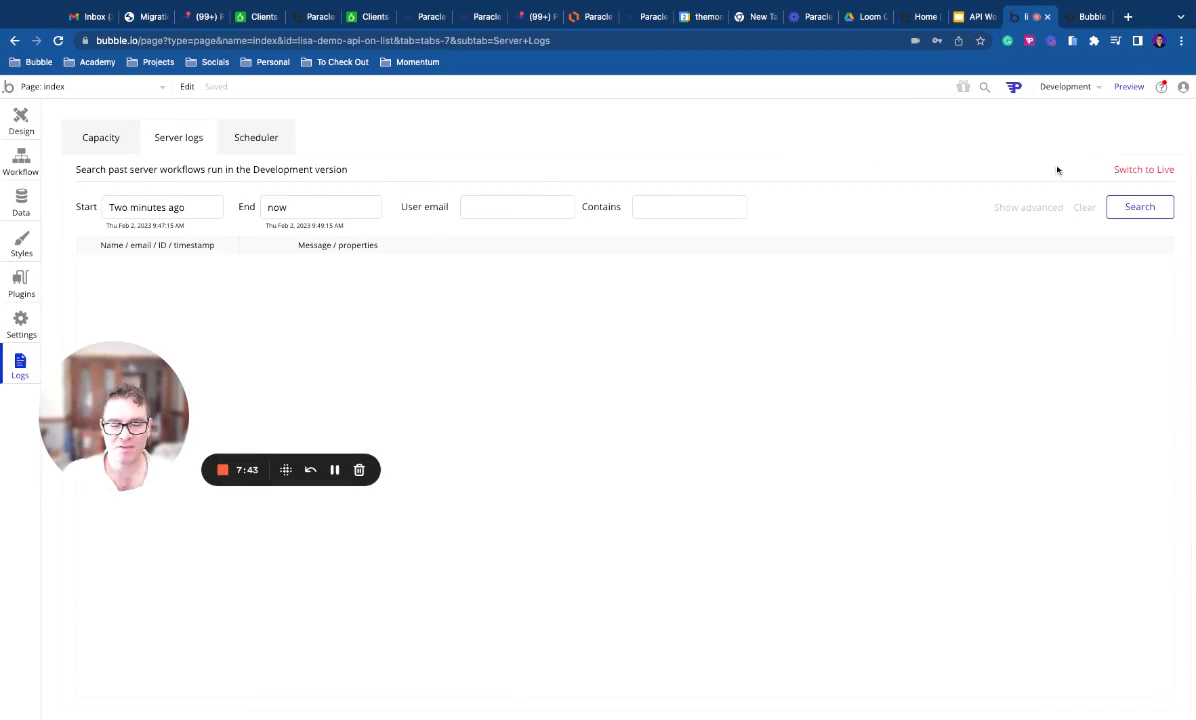 Inbox (
Migrati
(99+) P
Clients
Paracle
Clients
Paracle
Paracle
(99+) P
Paracle
Paracle
themon
New Ta
Paracle
Loom C
Home |
API Wo
li
Bubble
bubble.io/page?type=page&name=index&id=lisa-demo-api-on-list&tab=tabs-7&subtab=Server+Logs
Bubble
Academy
Projects
Socials
Personal
To Check Out
Momentum
Page: index
Edit
Saved
Development
Preview
Design
Workflow
Data
Styles
Plugins
Settings
Logs
Capacity
Server logs
Scheduler
Search past server workflows run in the Development version
Switch to Live
Start
Two minutes ago
End
now
User email
Contains
Show advanced
Clear
Search
Thu Feb 2, 2023 9:47:15 AM
Thu Feb 2, 2023 9:49:15 AM
Name / email / ID / timestamp
Message / properties
7:43